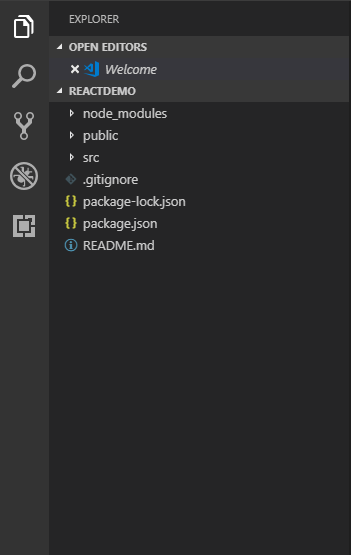 EXPLORER
OPEN EDITORS
Welcome
REACTDEMO
node_modules
public
src
.gitignore
package-lock.json
package.json
README.md